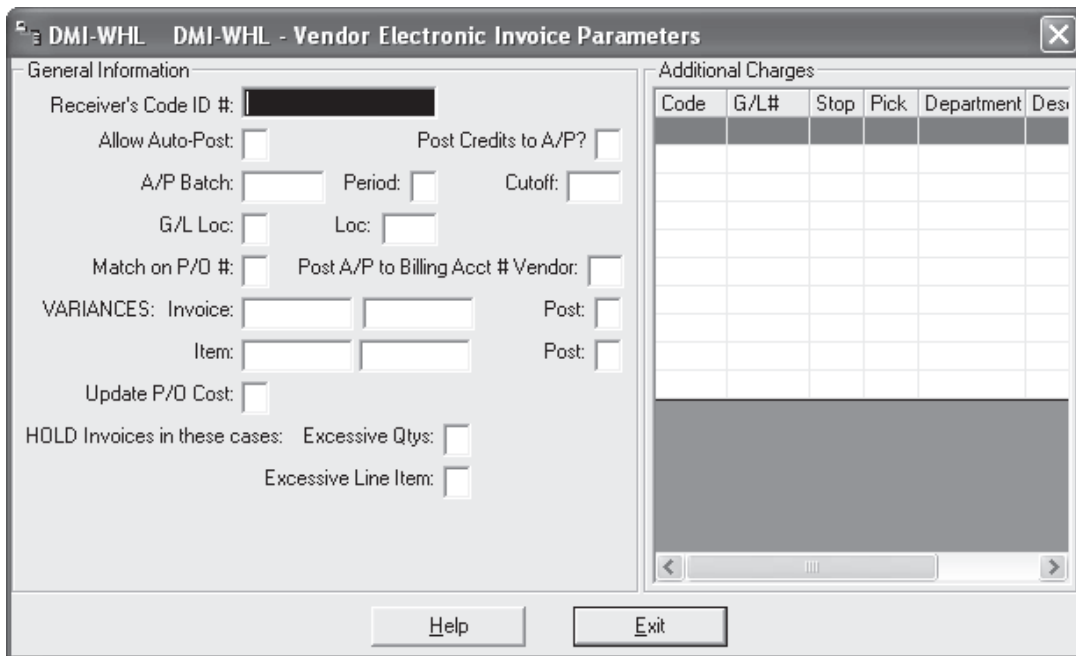 DMI-WHL DMI-WHL - Vendor Electronic Invoice Parameters
General Information
Receiver's Code ID #:
Allow Auto-Post: Post Credits to A/P?
A/P Batch: Period: Cutoff:
G/L Loc: Loc:
Match on P/O #: Post A/P to Billing Acct # Vendor:
VARIANCES: Invoice: Post:
Item: Post:
Update P/O Cost:
HOLD Invoices in these cases: Excessive Qtys:
Excessive Line Item:
Additional Charges
Code G/L# Stop Pick Department Des
Help Exit